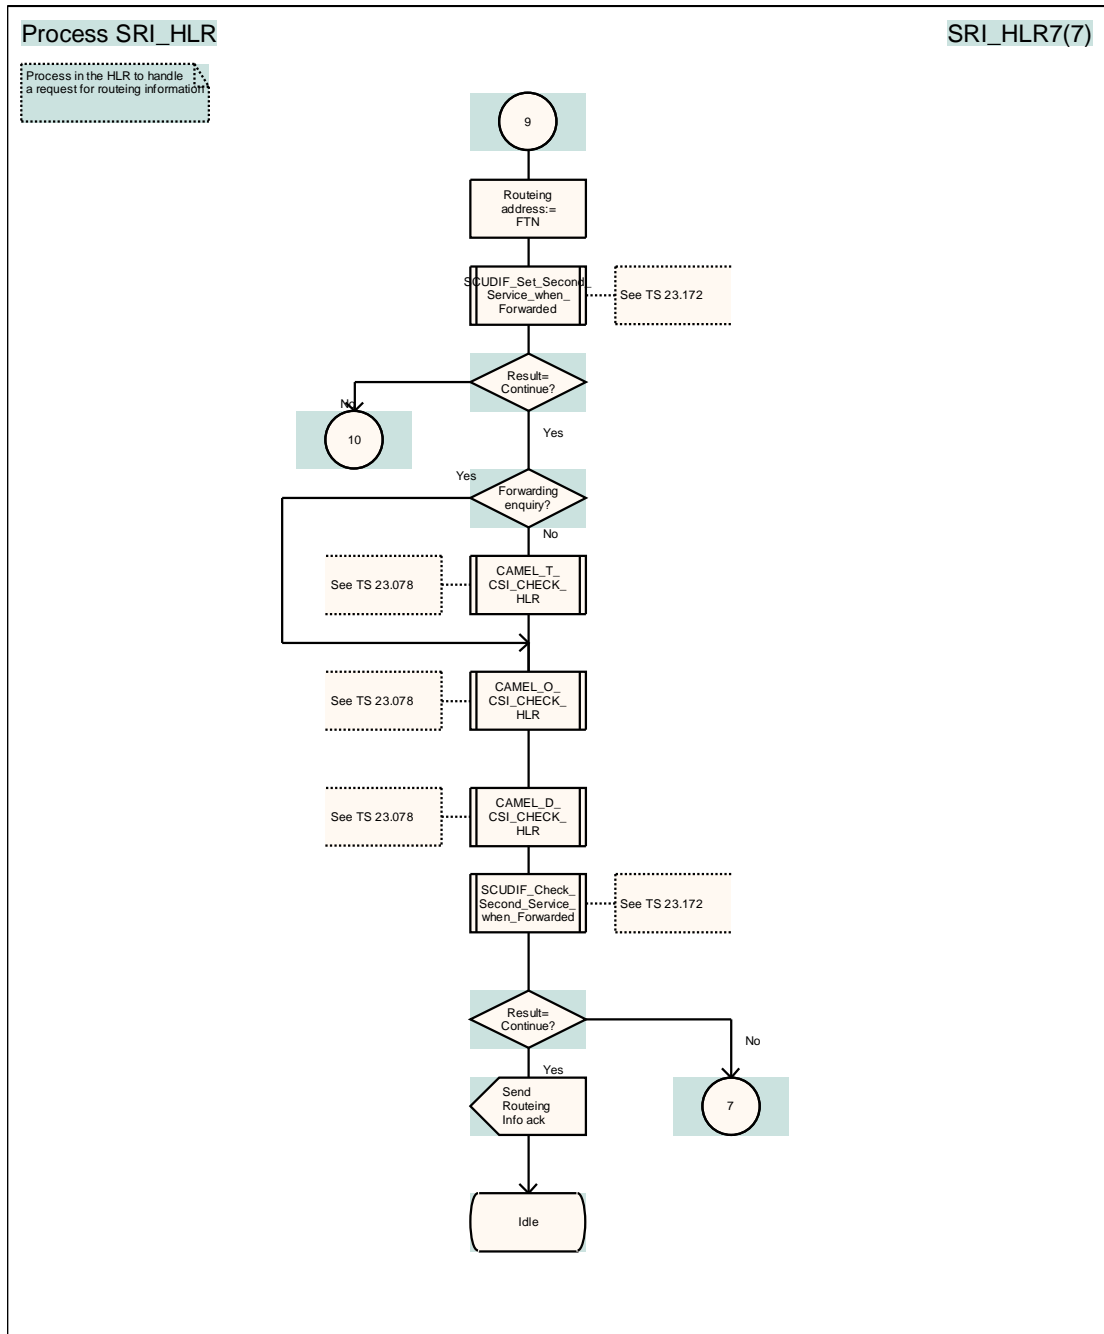 Process SRI_HLR
SRI_HLR7(7)
Process in the HLR to handle
a request for routeing information
9
Routeing
address:=
FTN
SCUDIF_Set_Second_
Service_when_
Forwarded
See TS 23.172
Result=
Continue?
No
10
Yes
Yes
Forwarding
enquiry?
No
See TS 23.078
CAMEL_T_
CSI_CHECK_
HLR
See TS 23.078
CAMEL_O_
CSI_CHECK_
HLR
See TS 23.078
CAMEL_D_
CSI_CHECK_
HLR
SCUDIF_Check_
Second_Service_
when_Forwarded
See TS 23.172
Result=
Continue?
No
Yes
Send
Routeing
Info ack
7
Idle